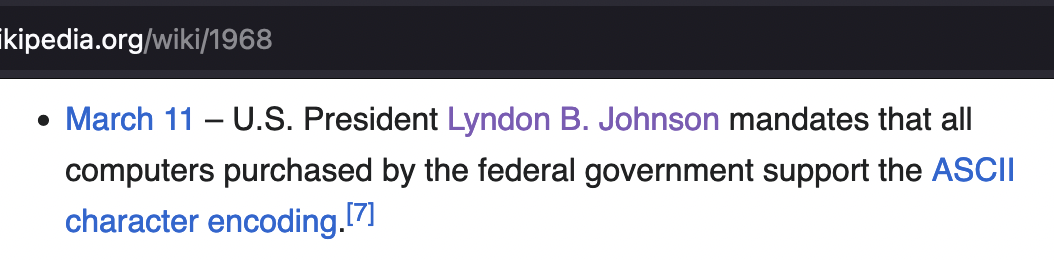 ikipedia.org/wiki/1968
• March 11 – U.S. President Lyndon B. Johnson mandates that all
computers purchased by the federal government support the ASCII
character encoding.[7]